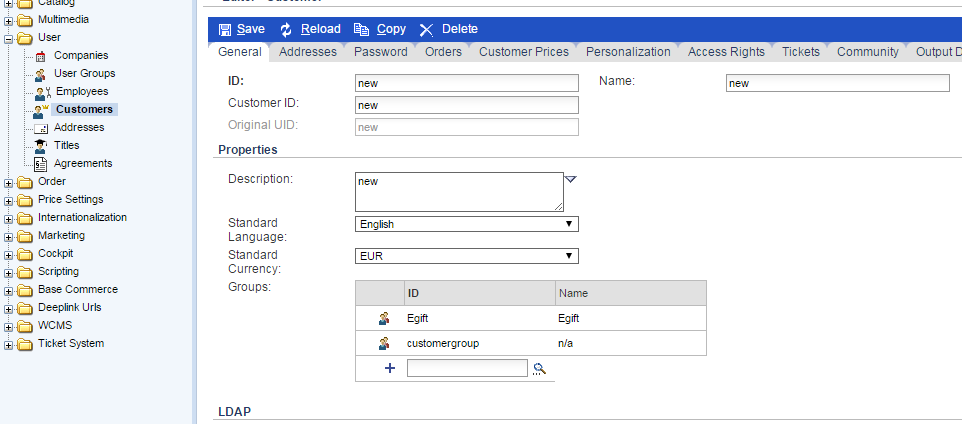 Catalog
Multimedia
User
Companies
User Groups
Employees
Customers
Addresses
Titles
Agreements
Order
Price Settings
Internationalization
Marketing
Cockpit
Scripting
Base Commerce
Deeplink Urls
WCMS
Ticket System
Save Reload Copy Delete
General Addresses Password Orders Customer Prices Personalization Access Rights Tickets Community Output D
ID: new Name: new
Customer ID: new
Original UID: new
Properties
Description: new
Standard
Language: English
Standard
Currency: EUR
Groups:
ID Name
Egift Egift
customergroup n/a
LDAP